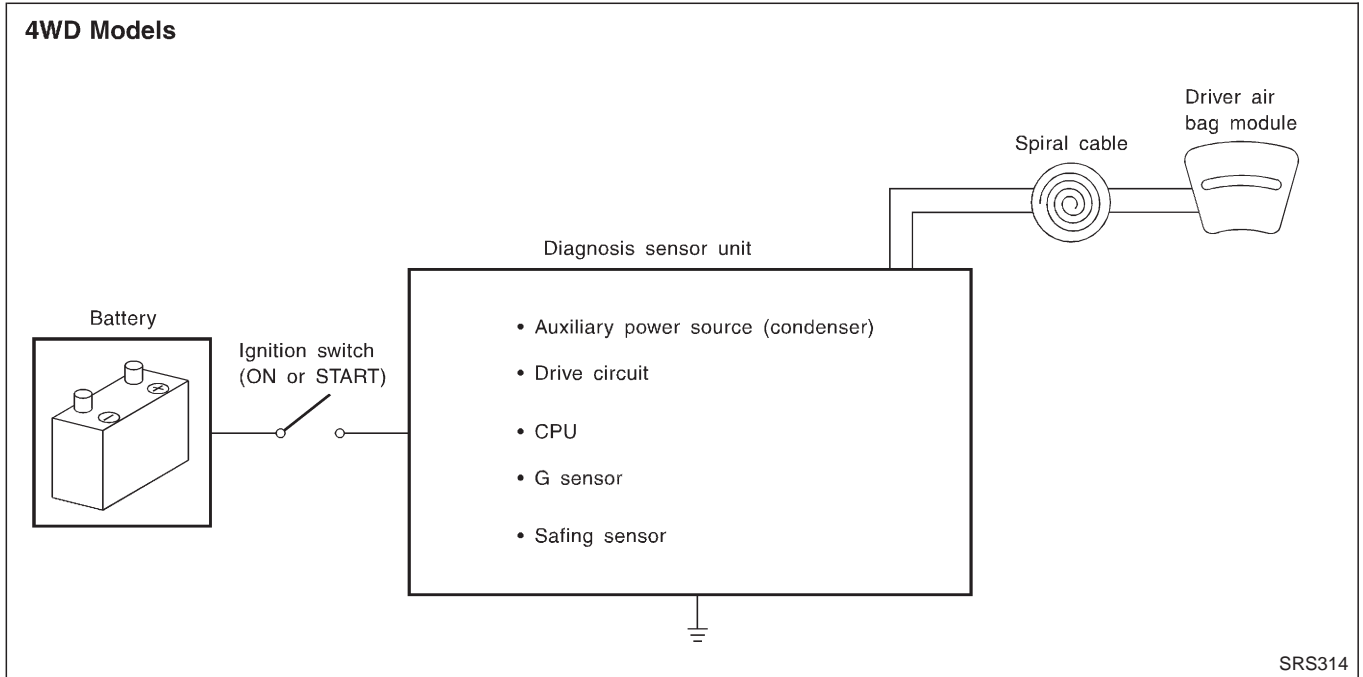 4WD Models
Driver air
bag module
Spiral cable
Diagnosis sensor unit
Battery
Ignition switch
(ON or START)
• Auxiliary power source (condenser)
• Drive circuit
• CPU
• G sensor
• Safing sensor
SRS314